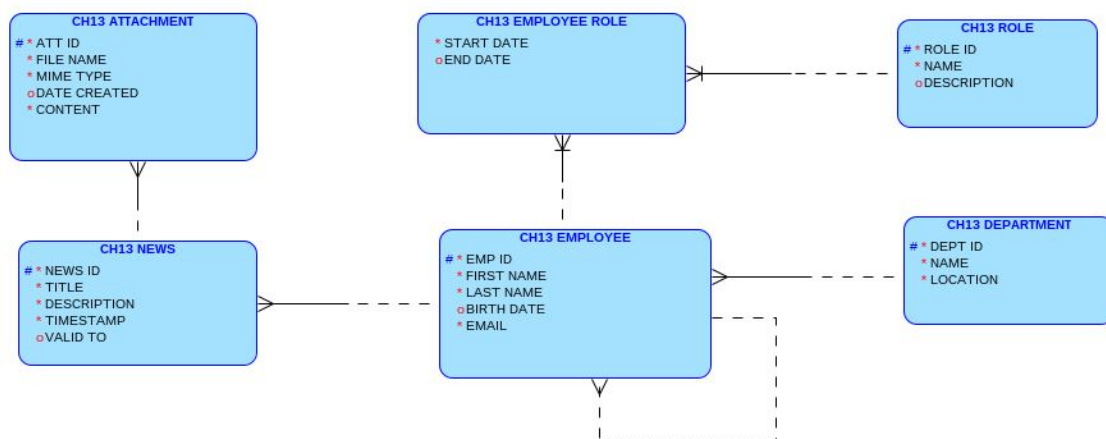 CH13 ATTACHMENT
# * ATT ID
* FILE NAME
* MIME TYPE
o DATE CREATED
* CONTENT
CH13 EMPLOYEE ROLE
* START DATE
o END DATE
CH13 ROLE
# * ROLE ID
* NAME
o DESCRIPTION
CH13 NEWS
# * NEWS ID
* TITLE
* DESCRIPTION
* TIMESTAMP
o VALID TO
CH13 EMPLOYEE
# * EMP ID
* FIRST NAME
* LAST NAME
o BIRTH DATE
* EMAIL
CH13 DEPARTMENT
# * DEPT ID
* NAME
* LOCATION